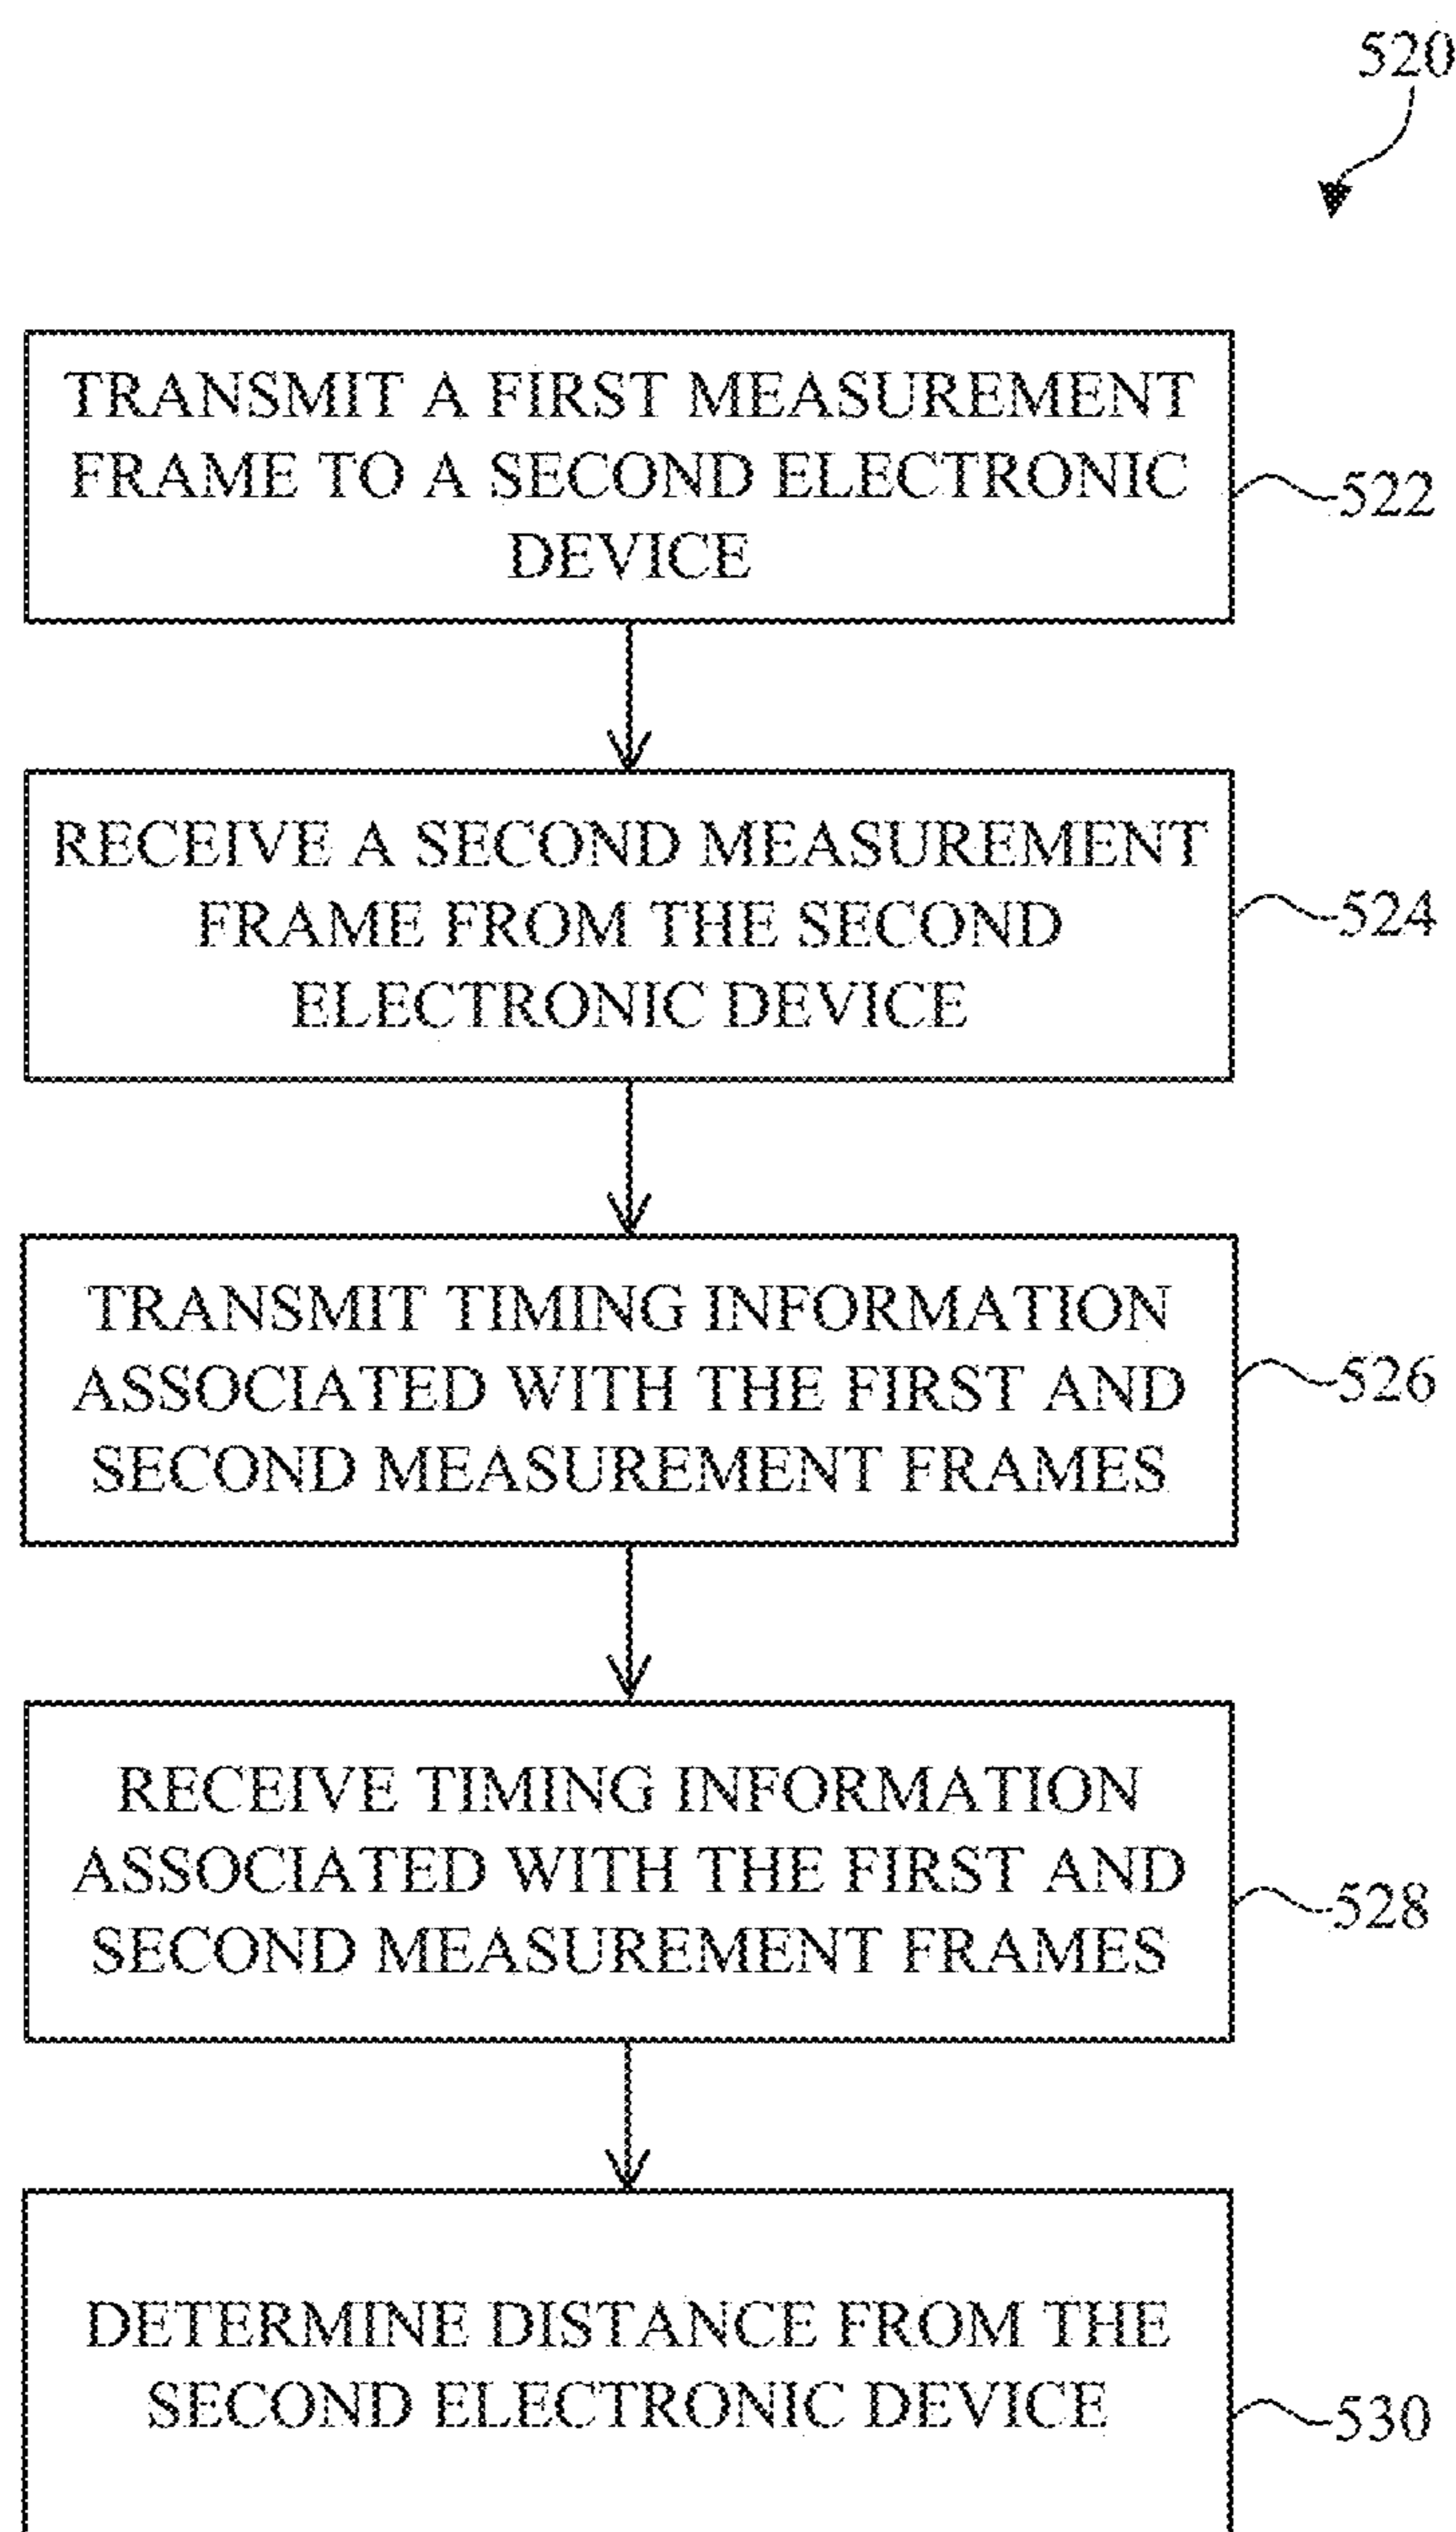 520
TRANSMIT A FIRST MEASUREMENT
FRAME TO A SECOND ELECTRONIC
DEVICE
522
RECEIVE A SECOND MEASUREMENT
FRAME FROM THE SECOND
ELECTRONIC DEVICE
524
TRANSMIT TIMING INFORMATION
ASSOCIATED WITH THE FIRST AND
SECOND MEASUREMENT FRAMES
526
RECEIVE TIMING INFORMATION
ASSOCIATED WITH THE FIRST AND
SECOND MEASUREMENT FRAMES
528
DETERMINE DISTANCE FROM THE
SECOND ELECTRONIC DEVICE
530